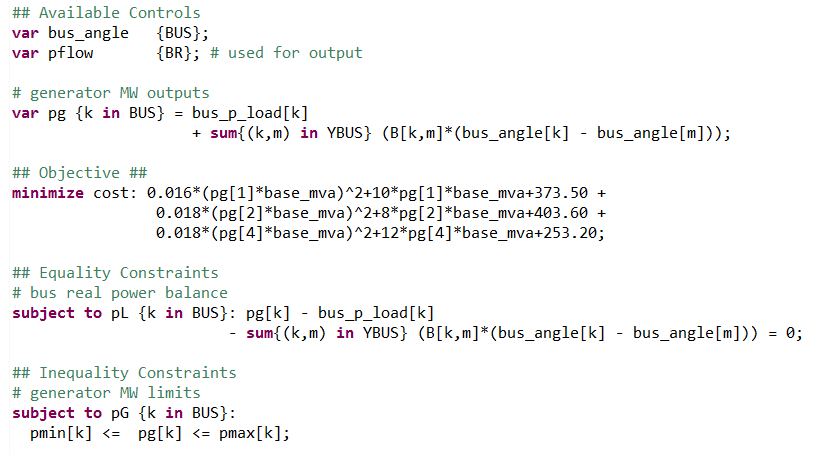 ## Available Controls
var bus_angle {BUS};
var pflow {BR}; # used for output
# generator MW outputs
var pg {k in BUS} = bus_p_load[k]
+ sum{(k,m) in YBUS} (B[k,m]*(bus_angle[k] - bus_angle[m]));
## Objective ##
minimize cost: 0.016*(pg[1]*base_mva)^2+10*pg[1]*base_mva+373.50 +
0.018*(pg[2]*base_mva)^2+8*pg[2]*base_mva+403.60 +
0.018*(pg[4]*base_mva)^2+12*pg[4]*base_mva+253.20;
## Equality Constraints
# bus real power balance
subject to pL {k in BUS}: pg[k] - bus_p_load[k]
- sum{(k,m) in YBUS} (B[k,m]*(bus_angle[k] - bus_angle[m])) = 0;
## Inequality Constraints
# generator MW limits
subject to pG {k in BUS}:
pmin[k] <= pg[k] <= pmax[k];